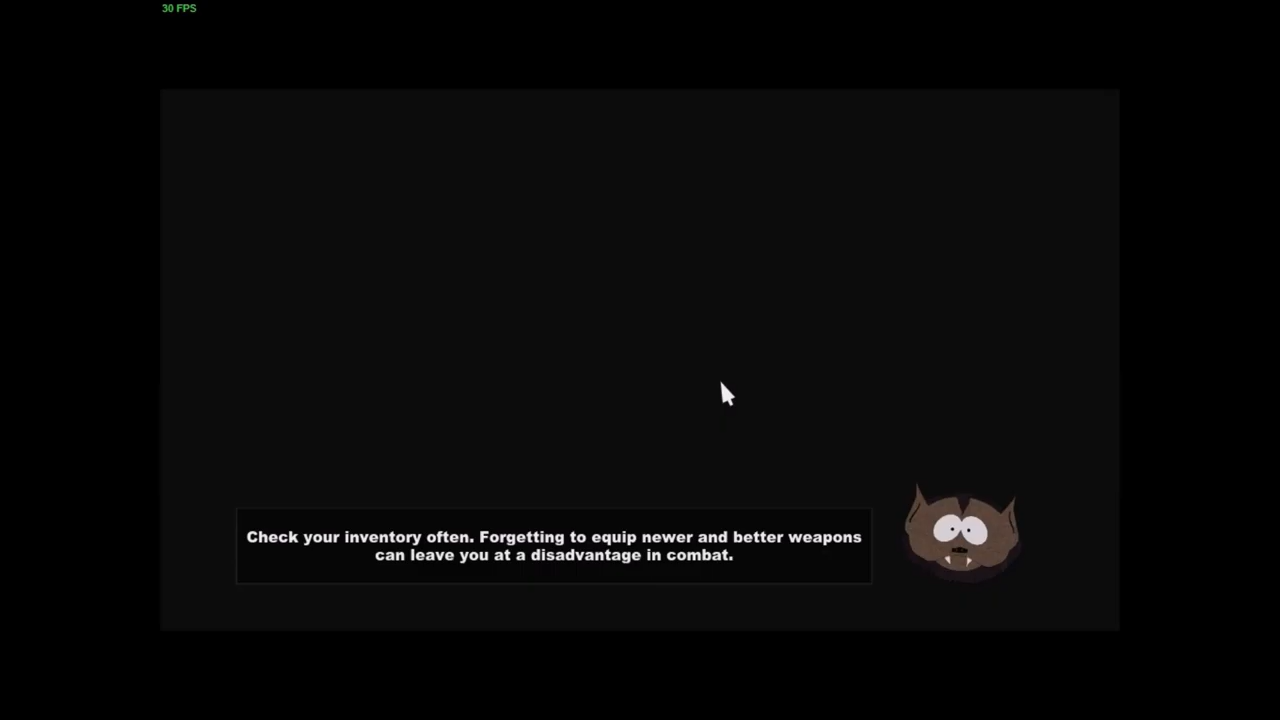 30 FPS
Check your inventory often. Forgetting to equip newer and better weapons
can leave you at a disadvantage in combat.